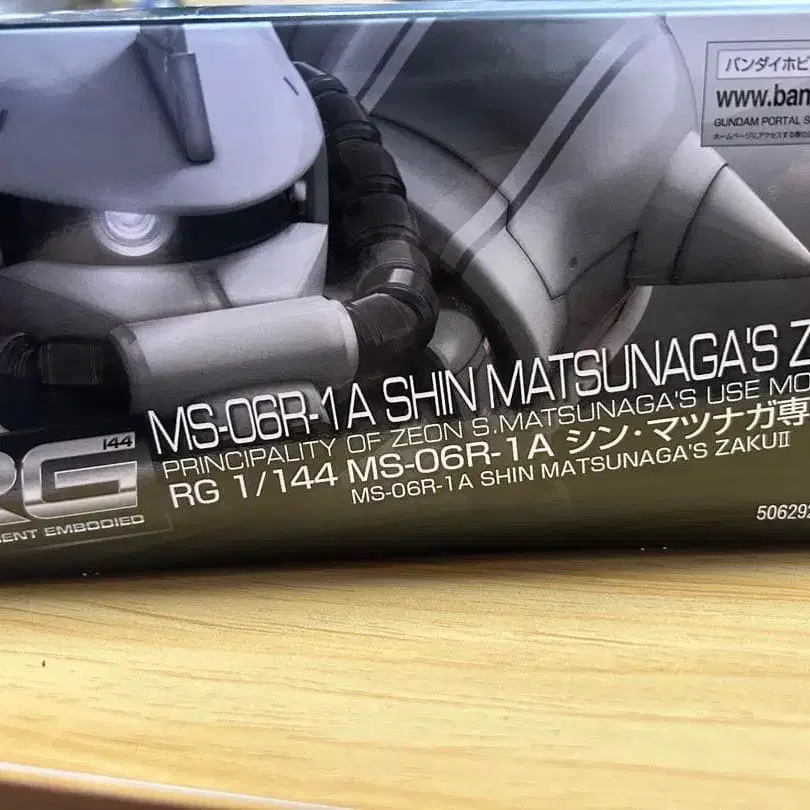 バンダイホビ
www.ban
GUNDAM PORTAL S
144
RG
ENT EMBODIED
MS-06R-1A SHIN MATSUNAGA'S Z
PRINCIPALITY OF ZEON S.MATSUNAGA'S USE MO
RG 1/144 MS-06R-1A シン・マツナガ専
MS-06R-1A SHIN MATSUNAGA'S ZAKUⅡ
506292